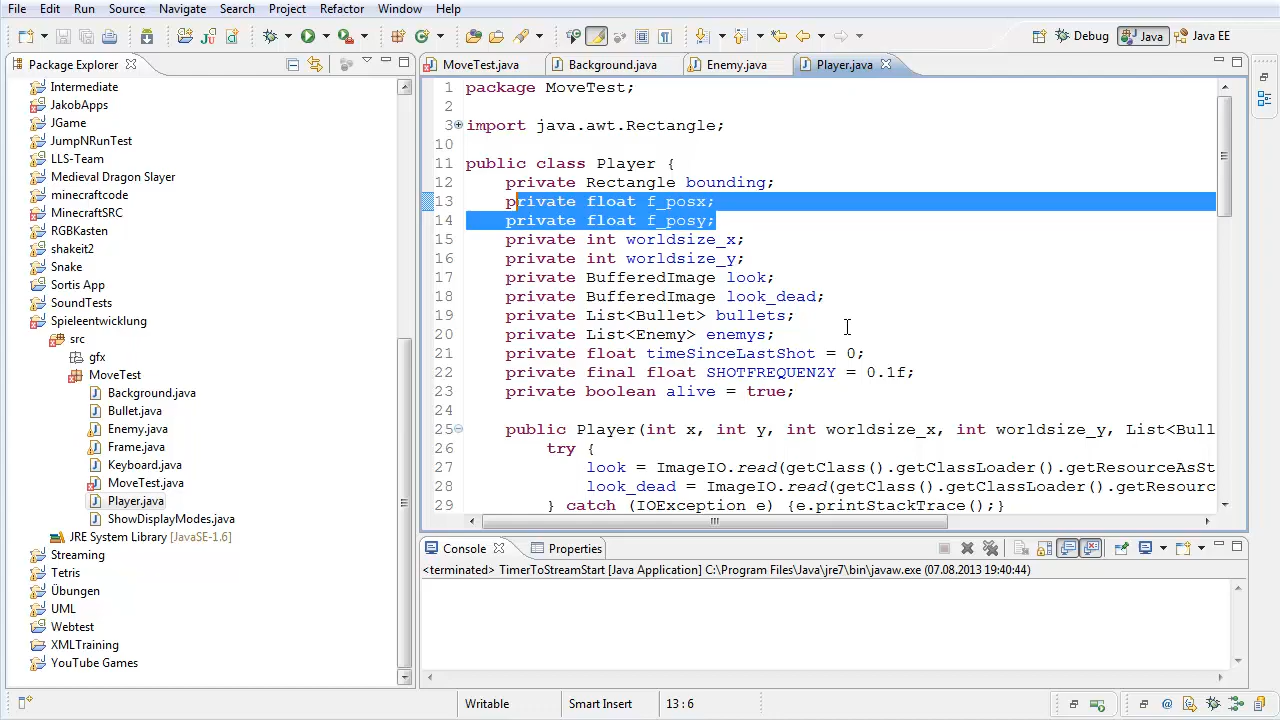 File Edit Run Source Navigate Search Project Refactor Window Help
Debug Java Java EE
Package Explorer
Intermediate
JakobApps
JGame
JumpNRunTest
LLS-Team
Medieval Dragon Slayer
minecraftcode
MinecraftSRC
RGBKasten
shakeit2
Snake
Sortis App
SoundTests
Spieleentwicklung
src
gfx
MoveTest
Background.java
Bullet.java
Enemy.java
Frame.java
Keyboard.java
MoveTest.java
Player.java
ShowDisplayModes.java
JRE System Library [JavaSE-1.6]
Streaming
Tetris
Übungen
UML
Webtest
XMLTraining
YouTube Games
MoveTest.java Background.java Enemy.java Player.java
1 package MoveTest;
2
3 import java.awt.Rectangle;
10
11 public class Player {
12 private Rectangle bounding;
13 private float f_posx;
14 private float f_posy;
15 private int worldsize_x;
16 private int worldsize_y;
17 private BufferedImage look;
18 private BufferedImage look_dead;
19 private List<Bullet> bullets;
20 private List<Enemy> enemys;
21 private float timeSinceLastShot = 0;
22 private final float SHOTFREQUENZY = 0.1f;
23 private boolean alive = true;
24
25 public Player(int x, int y, int worldsize_x, int worldsize_y, List<Bull
26 try {
27 look = ImageIO.read(getClass().getClassLoader().getResourceAsSt
28 look_dead = ImageIO.read(getClass().getClassLoader().getResourc
29 } catch (IOException e) {e.printStackTrace();}
Console Properties
<terminated> TimerToStreamStart [Java Application] C:\Program Files\Java\jre7\bin\javaw.exe (07.08.2013 19:40:44)
Writable Smart Insert 13 : 6